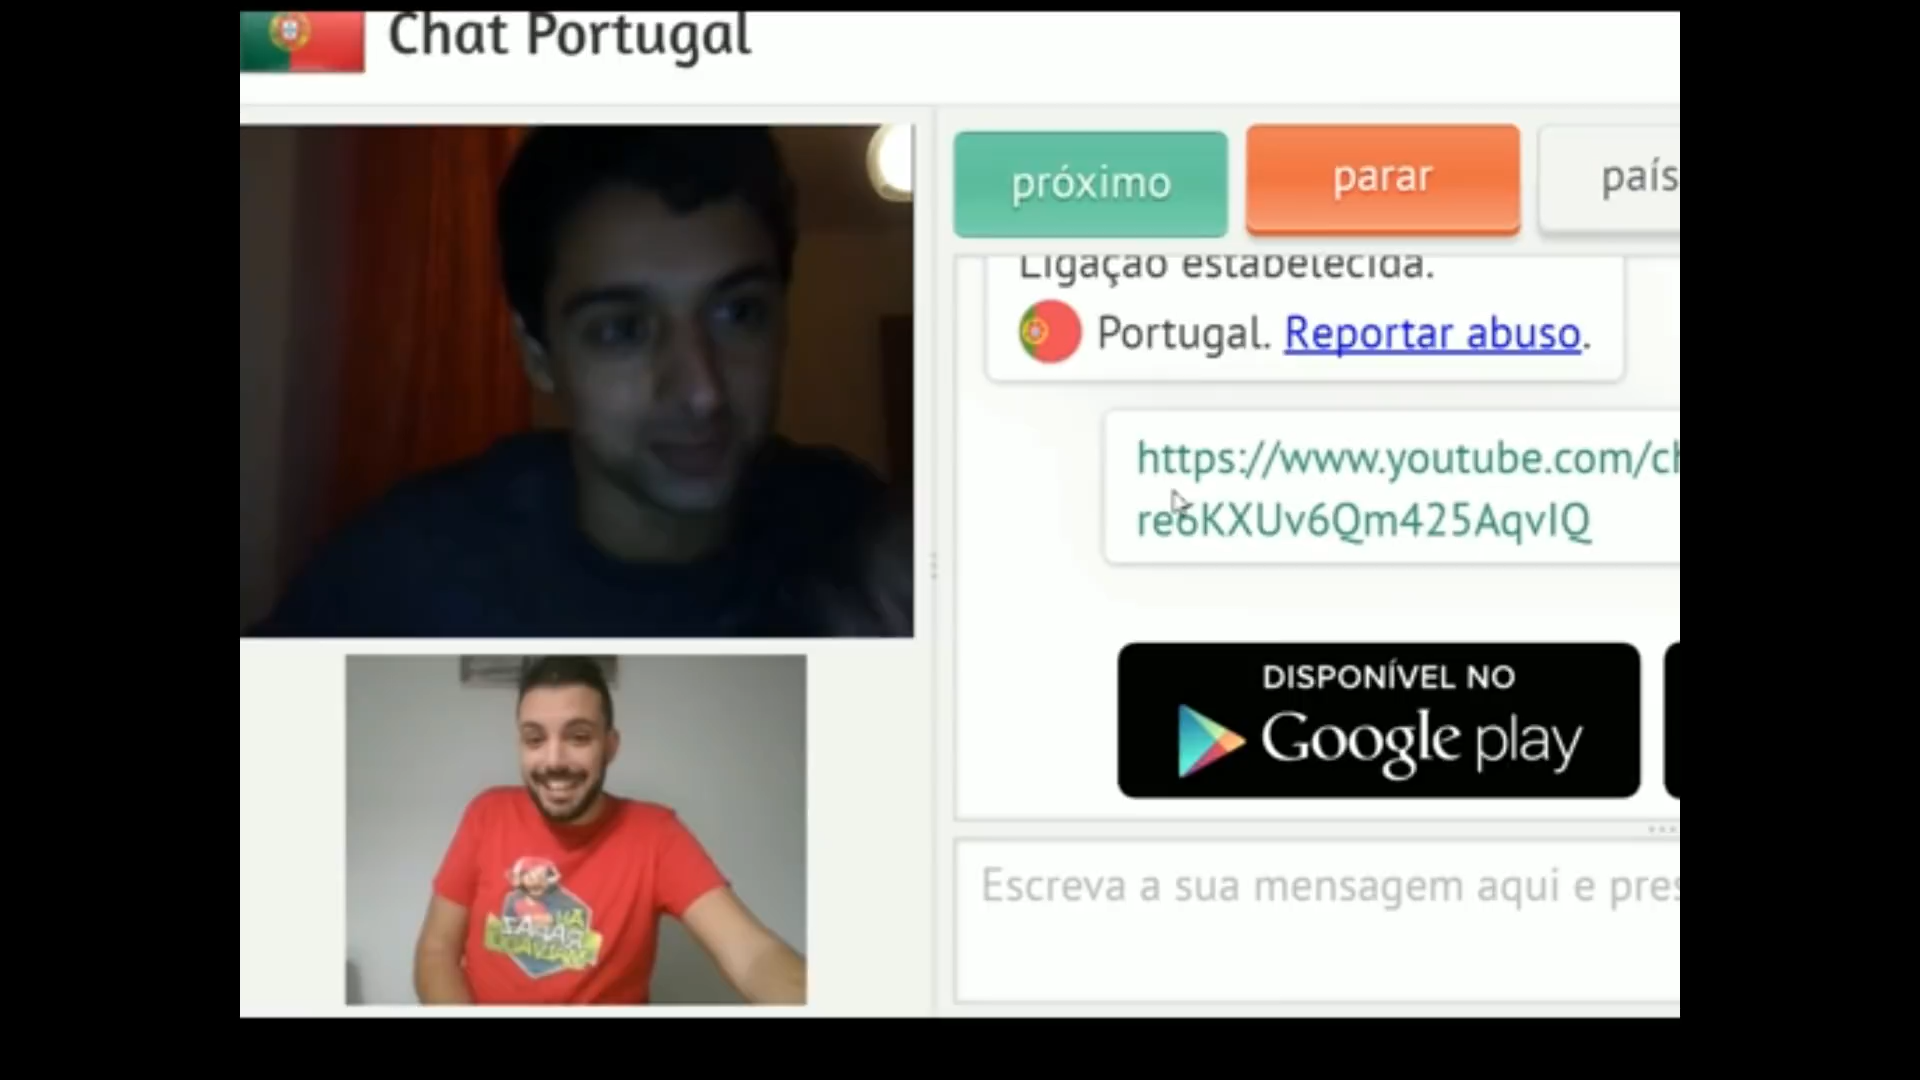 Chat Portugal
próximo
parar
país
Ligação estabelecida.
Portugal. Reportar abuso.
https://www.youtube.com/ch
re6KXUv6Qm425AqvIQ
DISPONÍVEL NO
Google play
Escreva a sua mensagem aqui e pres